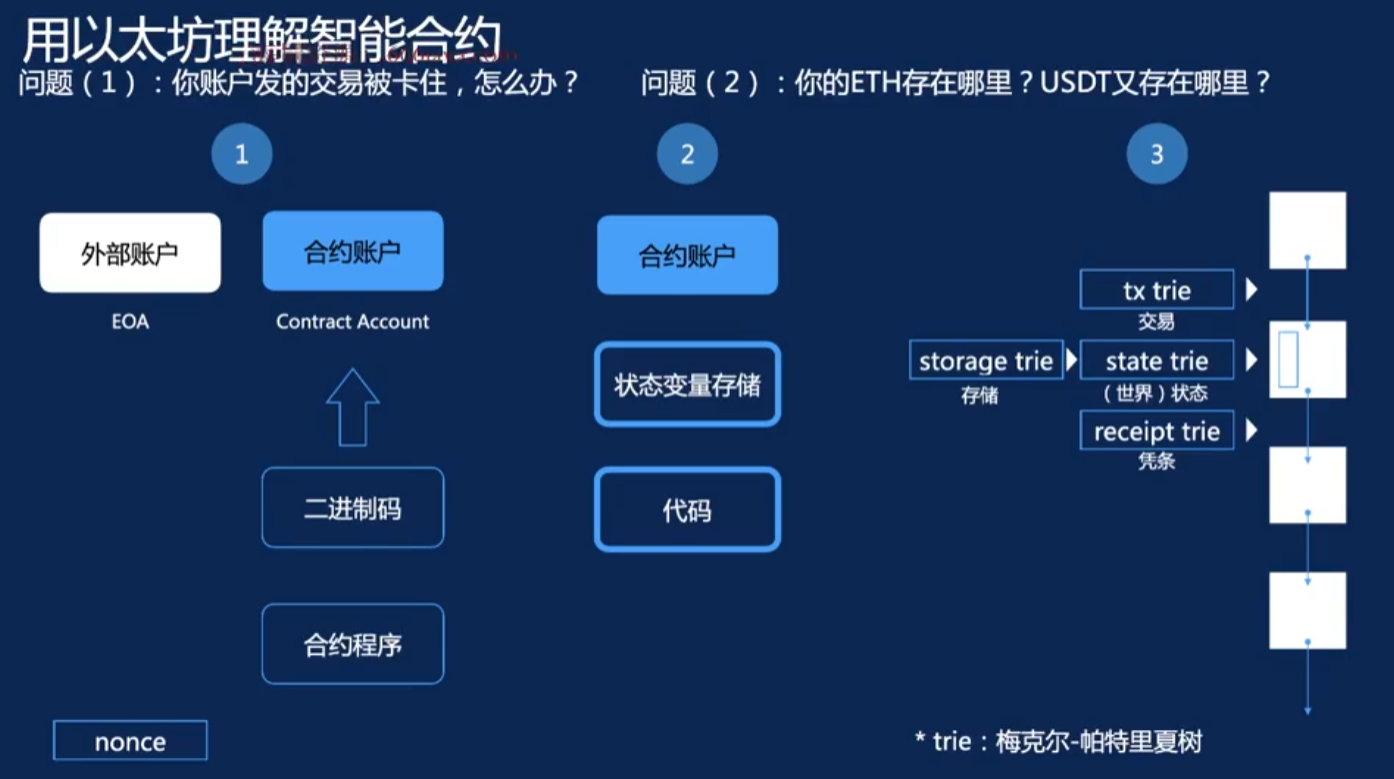 用以太坊理解智能合约
问题（1）：你账户发的交易被卡住，怎么办？
问题（2）：你的ETH存在哪里？USDT又存在哪里？
1
外部账户
EOA
合约账户
Contract Account
二进制码
合约程序
nonce
2
合约账户
状态变量存储
代码
3
tx trie
交易
storage trie
存储
state trie
（世界）状态
receipt trie
凭条
* trie：梅克尔-帕特里夏树